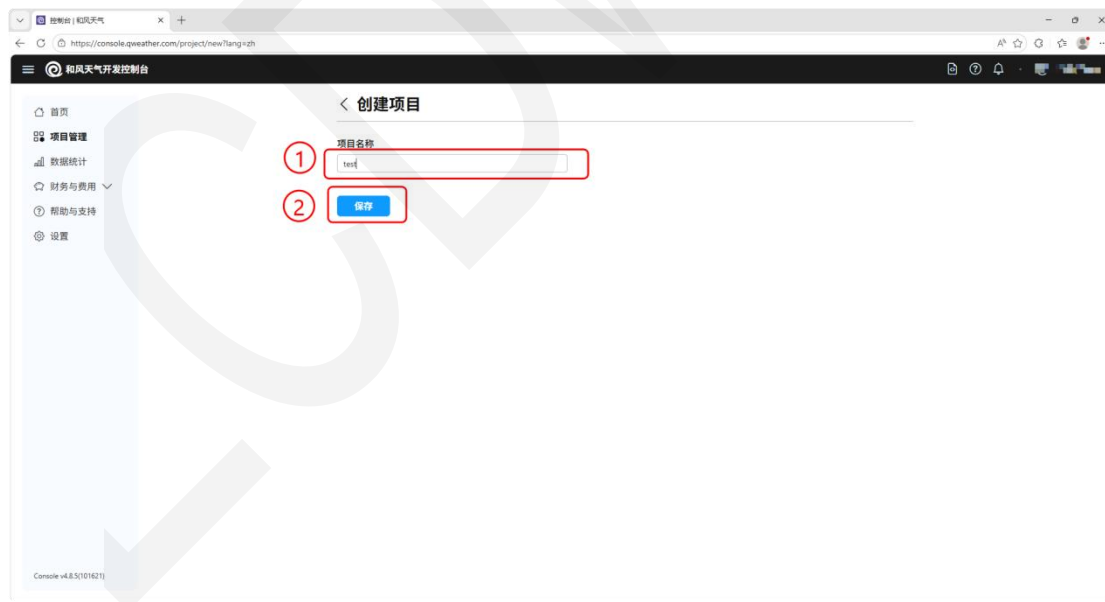 控制台 | 和风天气
https://console.qweather.com/project/new?lang=zh
和风天气开发控制台
首页
项目管理
数据统计
财务与费用
帮助与支持
设置
创建项目
项目名称
① test
② 保存
Console v4.8.5(101621)